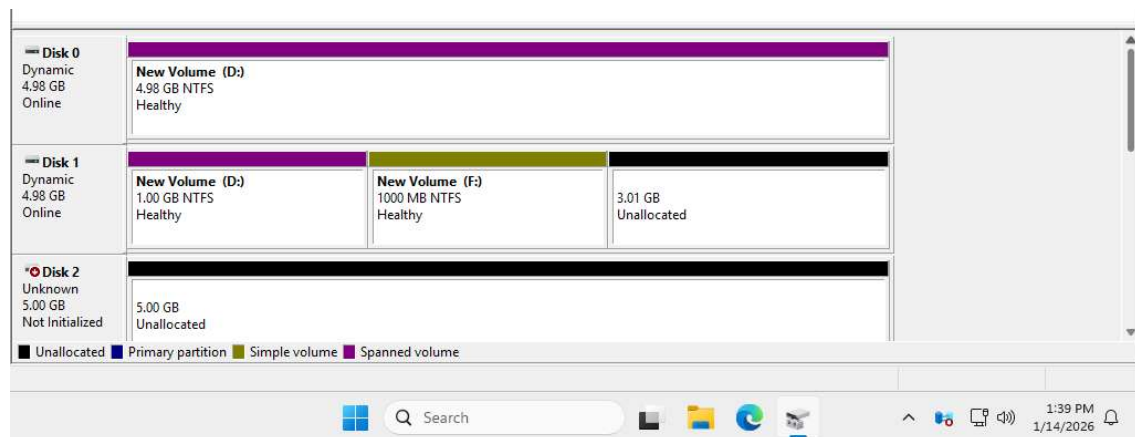 Disk 0
Dynamic
4.98 GB
Online
New Volume (D:)
4.98 GB NTFS
Healthy
Disk 1
Dynamic
4.98 GB
Online
New Volume (D:)
1.00 GB NTFS
Healthy
New Volume (F:)
1000 MB NTFS
Healthy
3.01 GB
Unallocated
Disk 2
Unknown
5.00 GB
Not Initialized
5.00 GB
Unallocated
Unallocated Primary partition Simple volume Spanned volume
Search
1:39 PM
1/14/2026